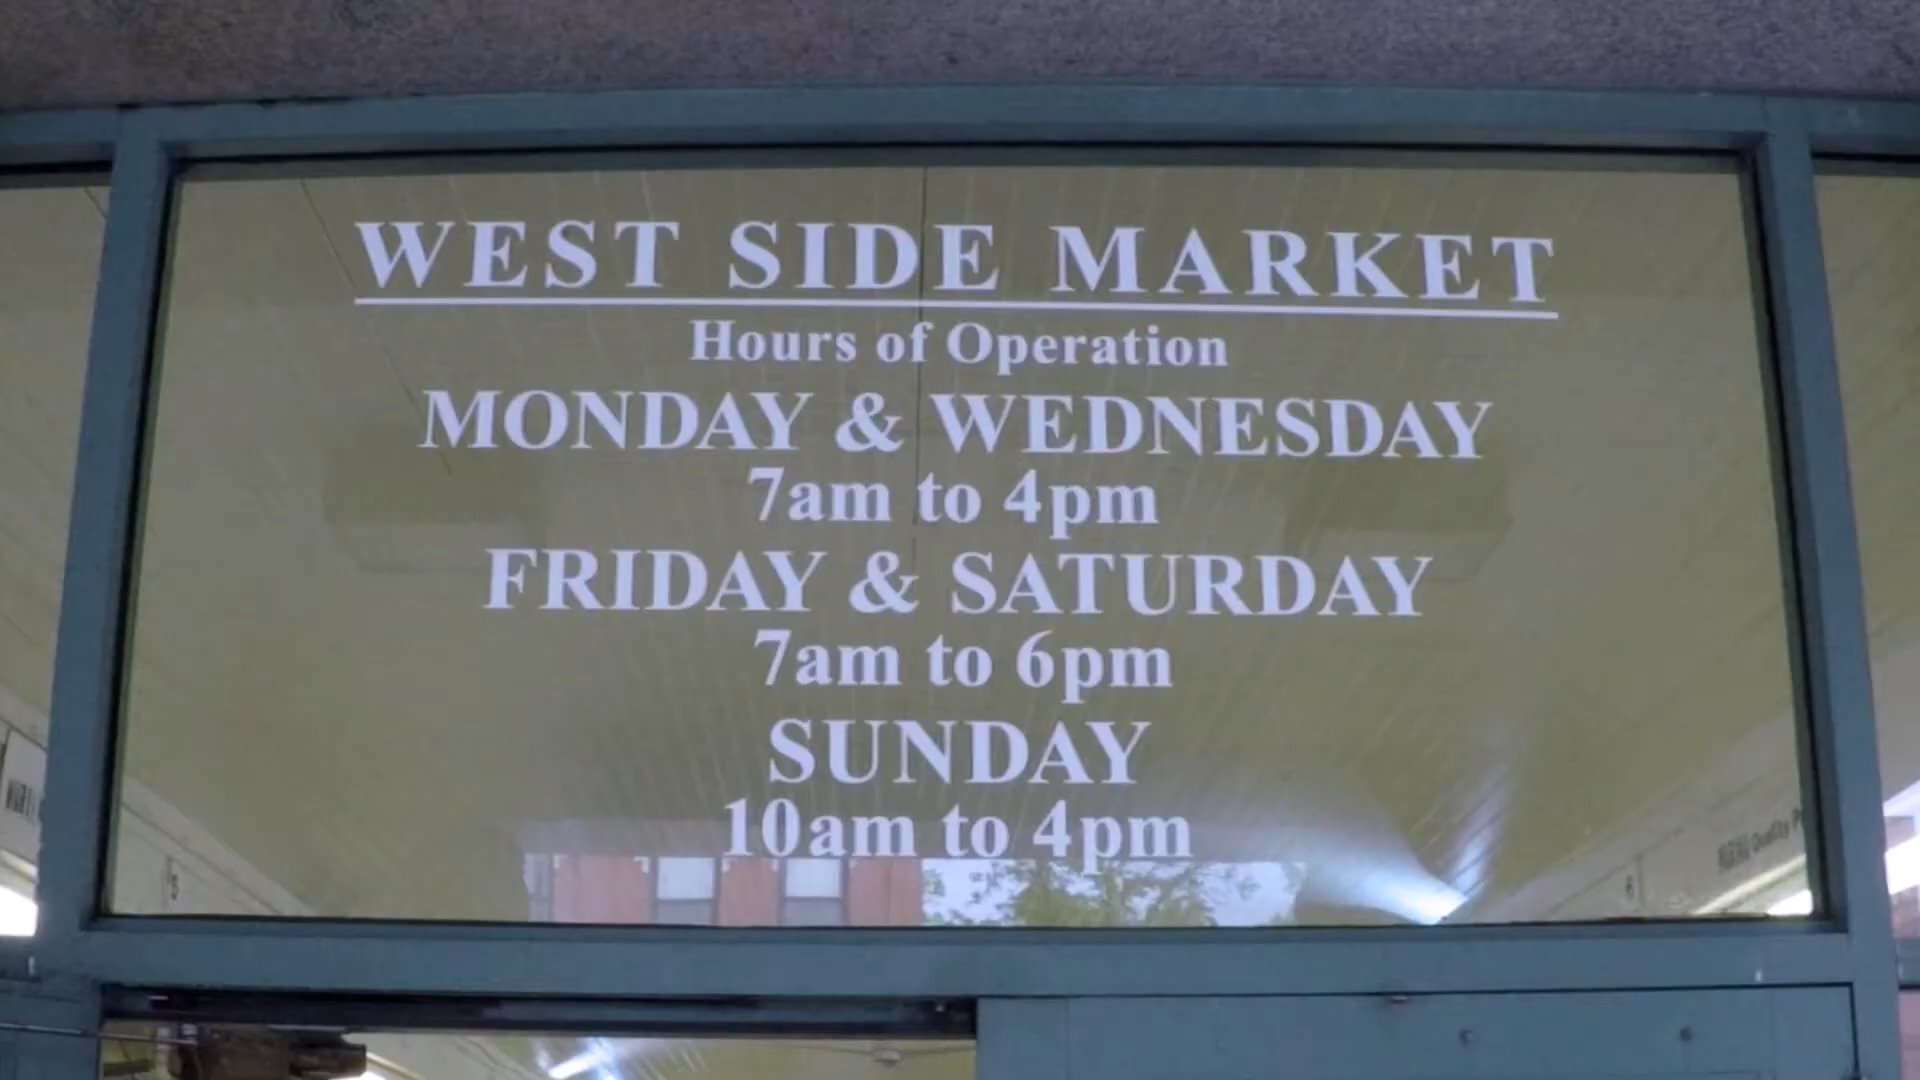 WEST SIDE MARKET
Hours of Operation
MONDAY & WEDNESDAY
7am to 4pm
FRIDAY & SATURDAY
7am to 6pm
SUNDAY
10am to 4pm